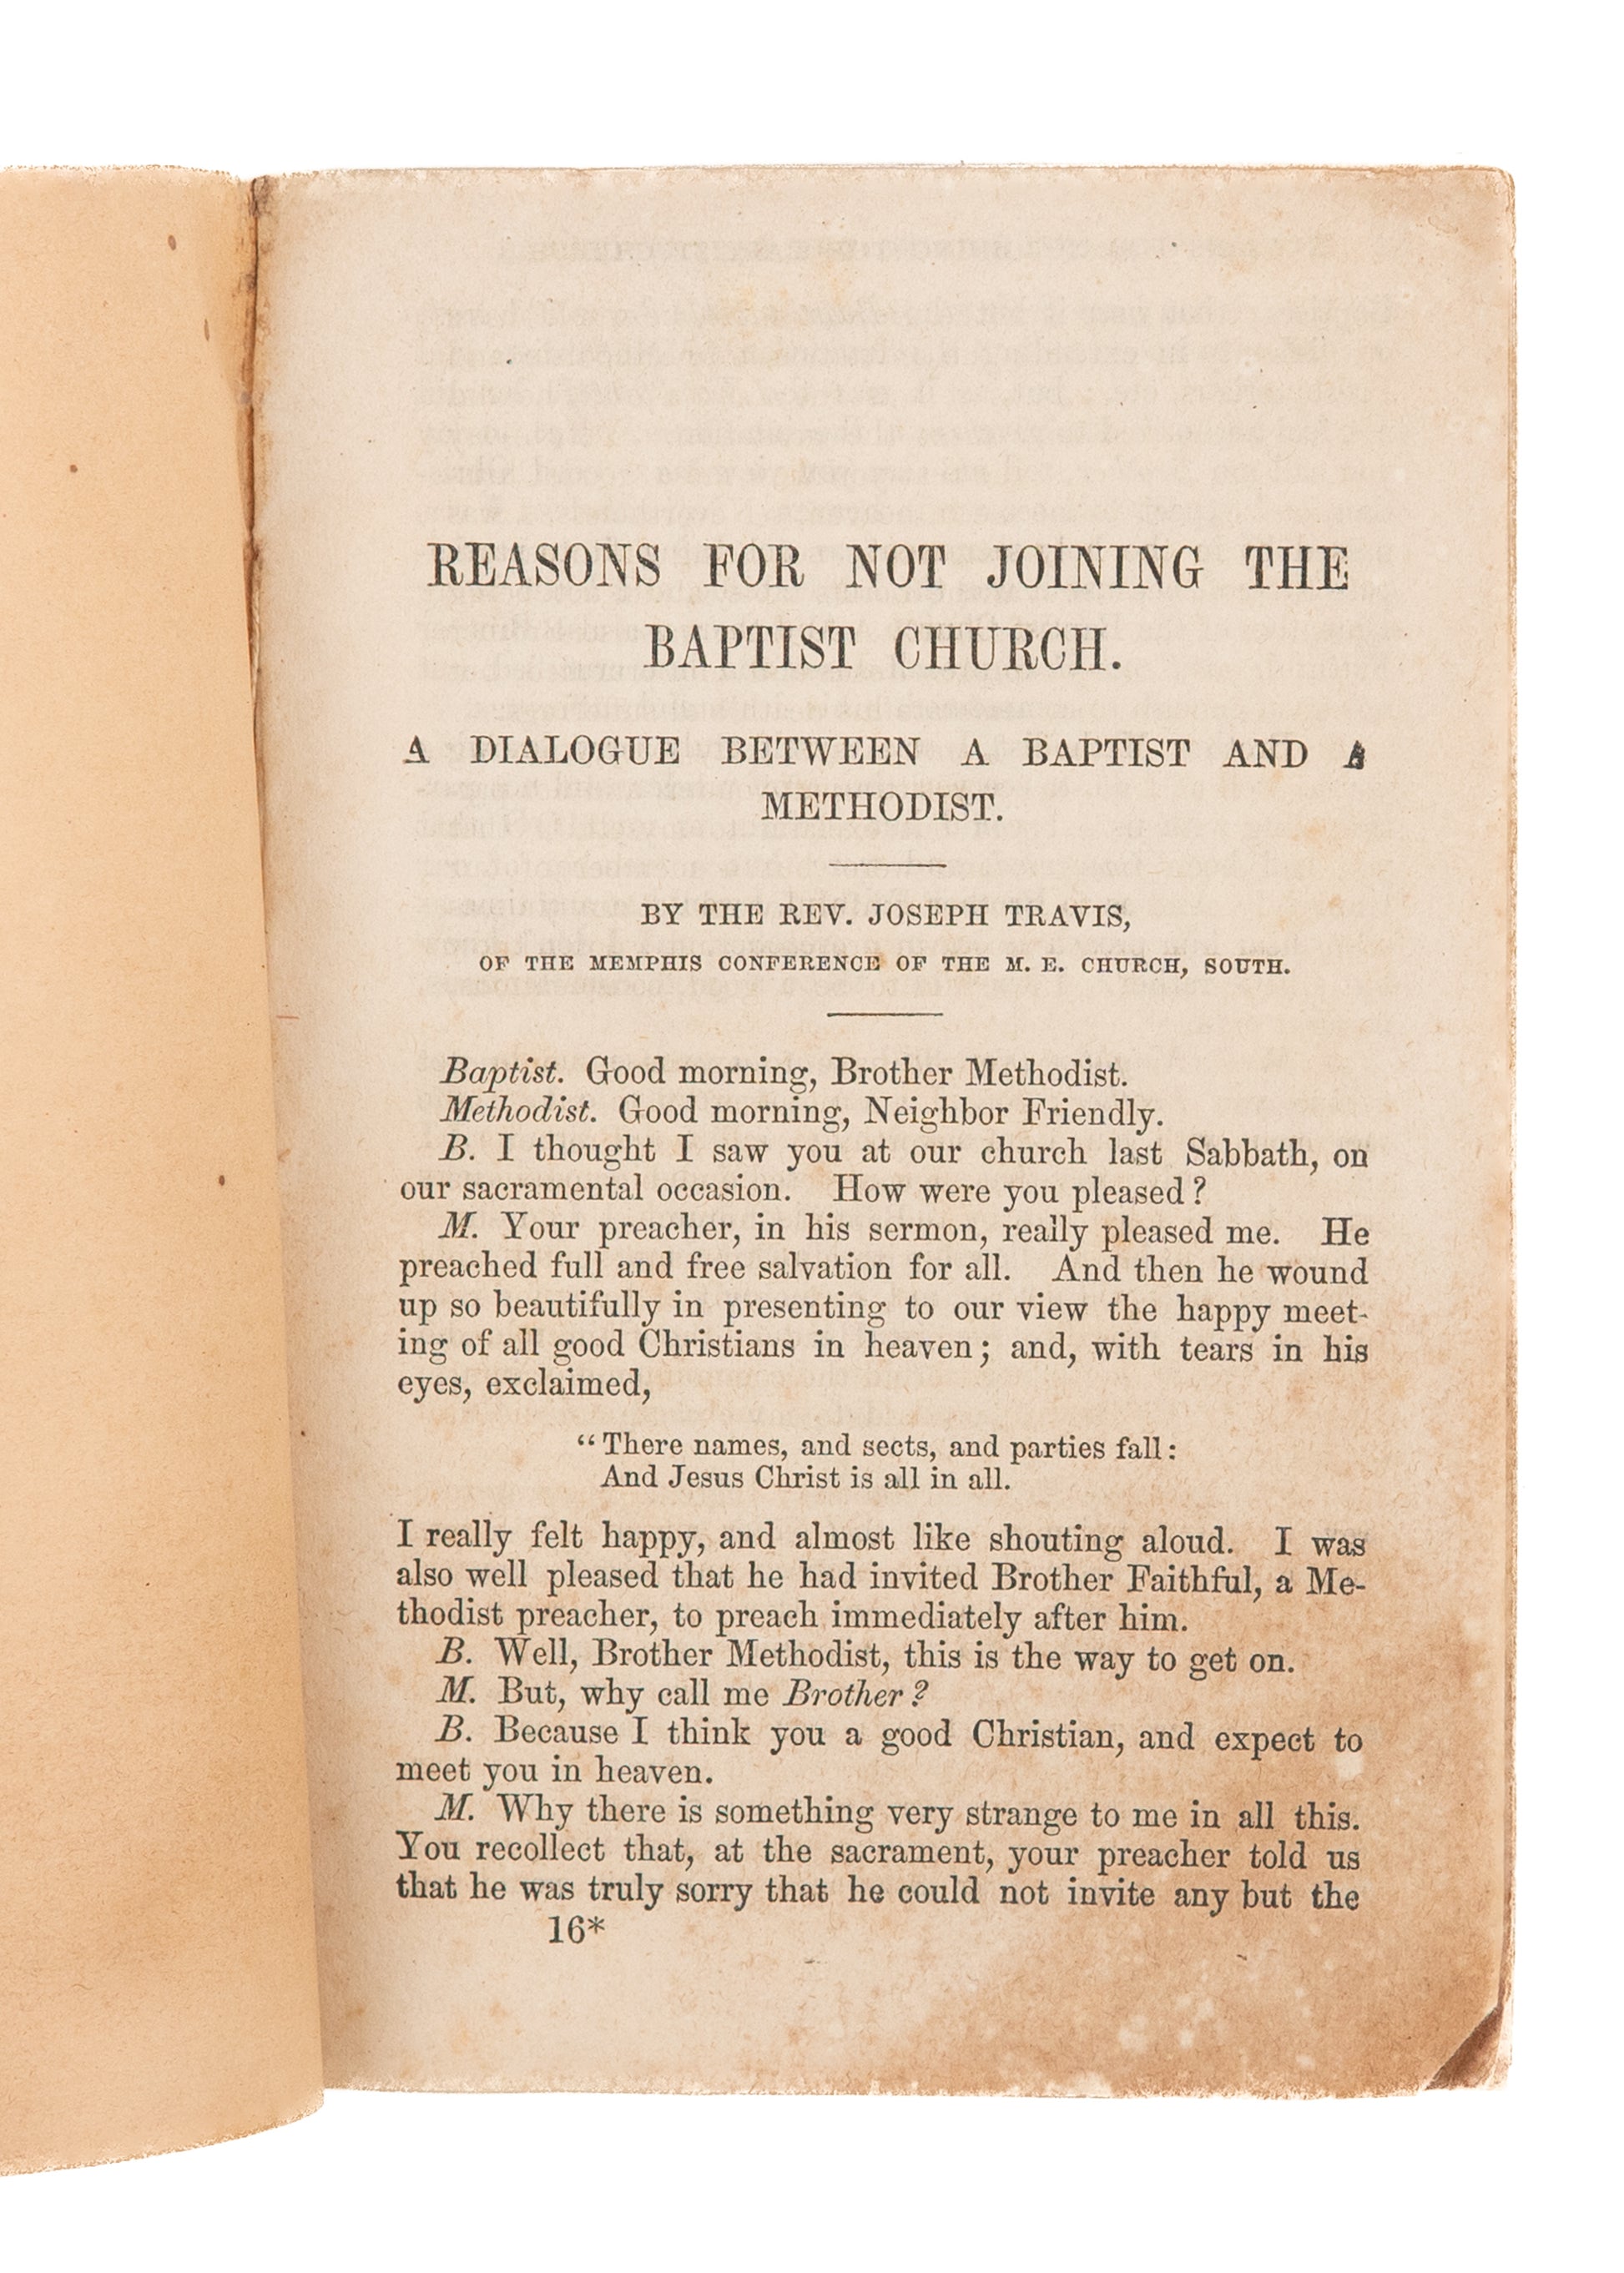 REASONS FOR NOT JOINING THE
BAPTIST CHURCH.
A DIALOGUE BETWEEN A BAPTIST AND A
METHODIST.
BY THE REV. JOSEPH TRAVIS,
OF THE MEMPHIS CONFERENCE OF THE M. E. CHURCH, SOUTH.
Baptist. Good morning, Brother Methodist.
Methodist. Good morning, Neighbor Friendly.
B. I thought I saw you at our church last Sabbath, on
our sacramental occasion. How were you pleased?
M. Your preacher, in his sermon, really pleased me. He
preached full and free salvation for all. And then he wound
up so beautifully in presenting to our view the happy meet-
ing of all good Christians in heaven; and, with tears in his
eyes, exclaimed,
"There names, and sects, and parties fall:
And Jesus Christ is all in all.
I really felt happy, and almost like shouting aloud. I was
also well pleased that he had invited Brother Faithful, a Me-
thodist preacher, to preach immediately after him.
B. Well, Brother Methodist, this is the way to get on.
M. But, why call me Brother?
B. Because I think you a good Christian, and expect to
meet you in heaven.
M. Why there is something very strange to me in all this.
You recollect that, at the sacrament, your preacher told us
that he was truly sorry that he could not invite any but the
16*